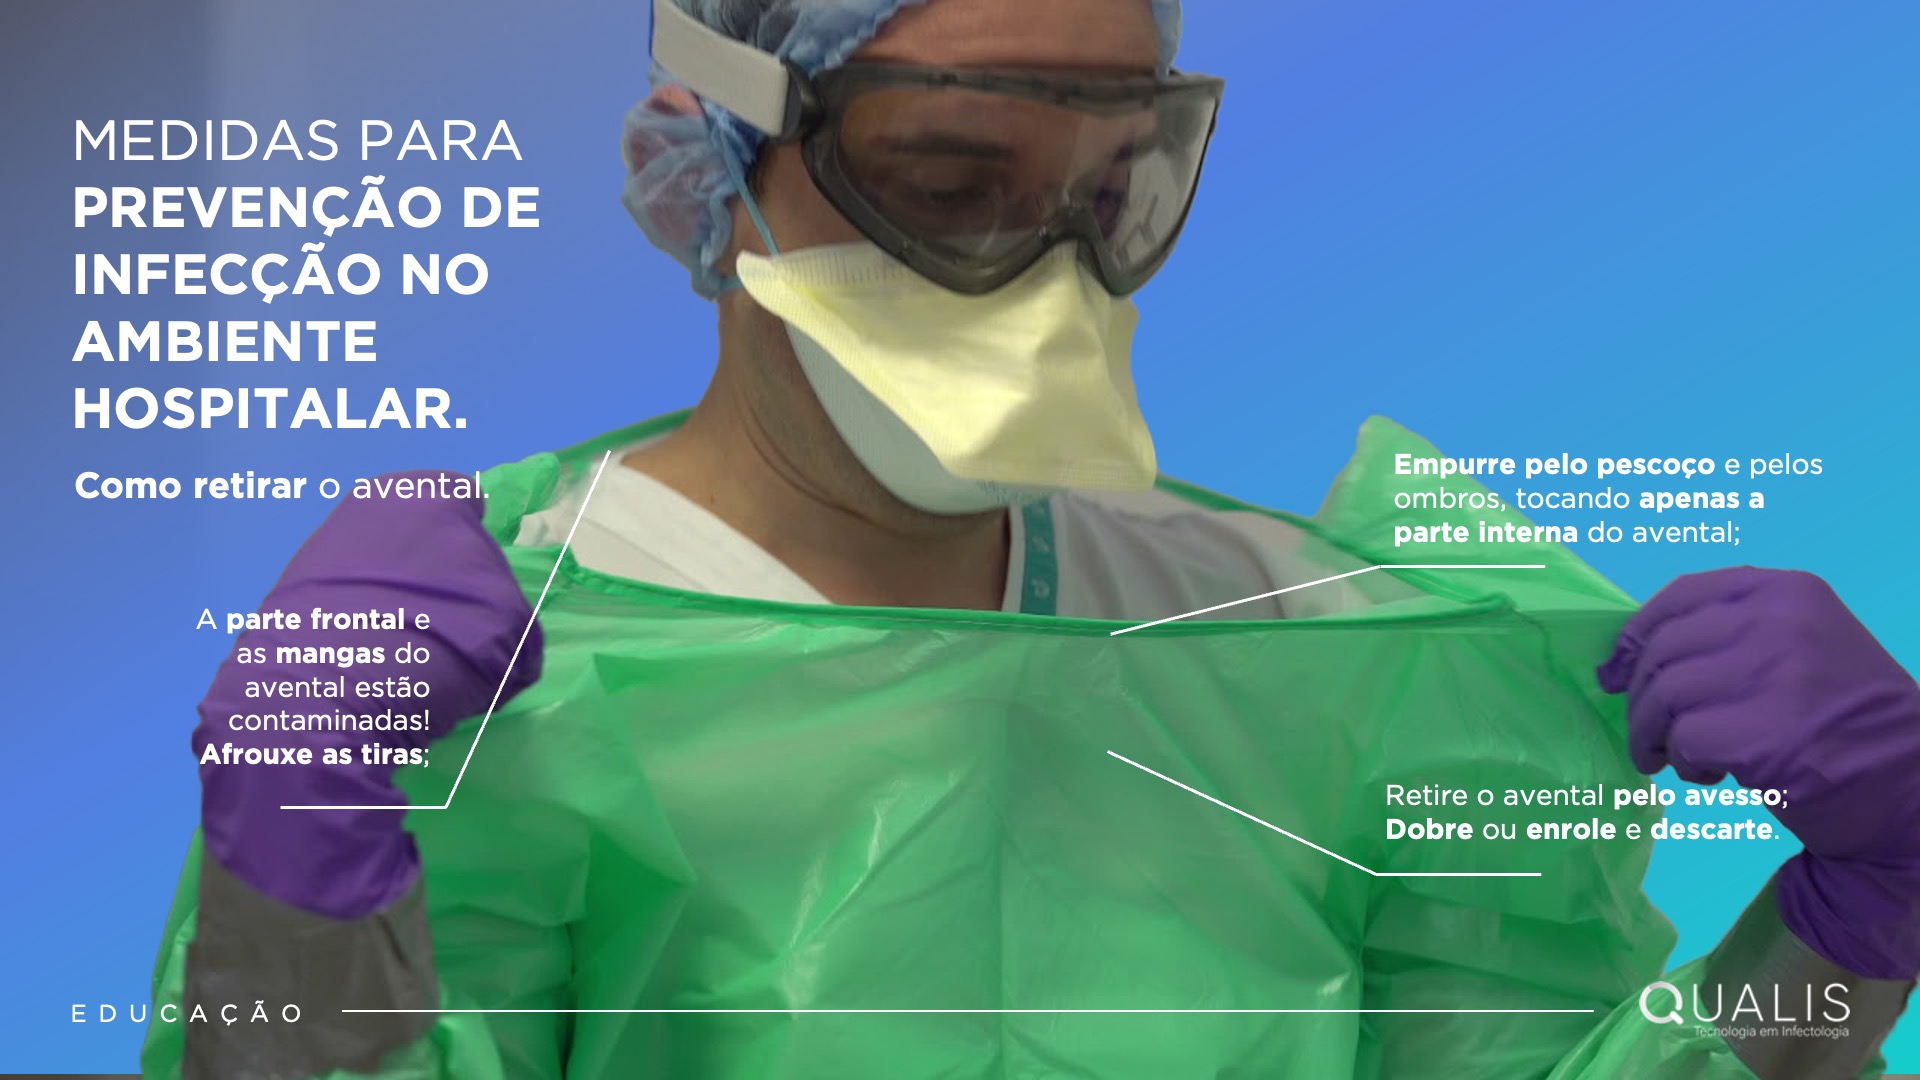 MEDIDAS PARA
PREVENÇÃO DE
INFECÇÃO NO
AMBIENTE
HOSPITALAR.
Como retirar o avental.
A parte frontal e
as mangas do
avental estão
contaminadas!
Afrouxe as tiras;
Empurre pelo pescoço e pelos
ombros, tocando apenas a
parte interna do avental;
Retire o avental pelo avesso;
Dobre ou enrole e descarte.
EDUCAÇÃO
QUALIS
Tecnologia em Infectologia